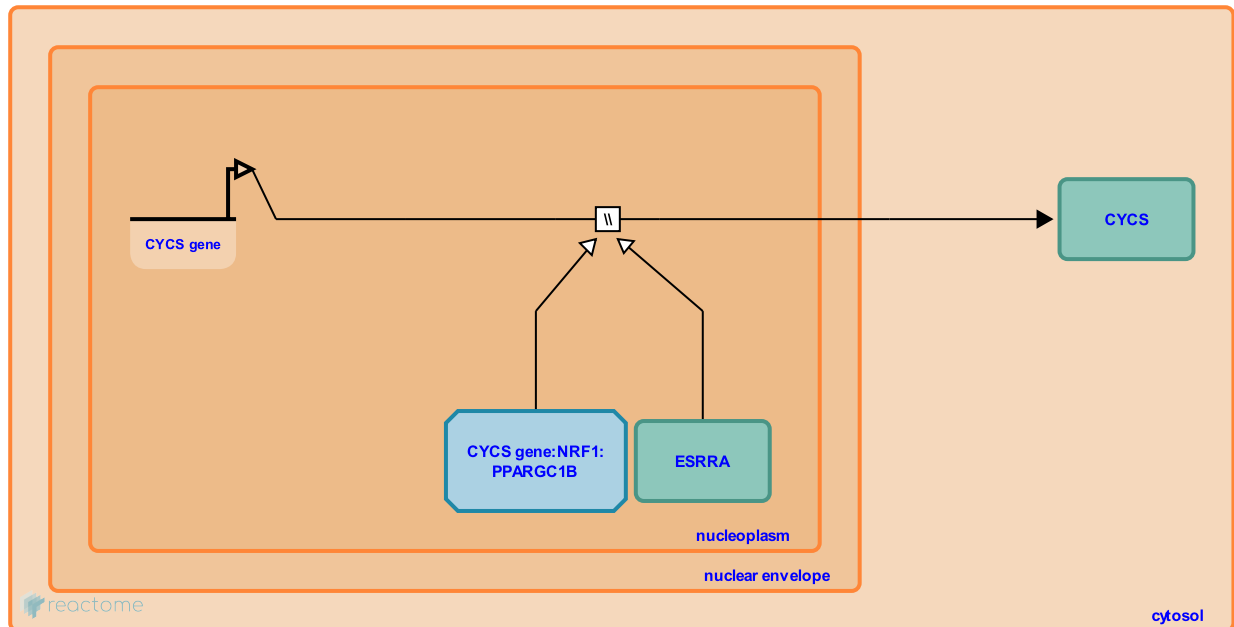 CYCS gene
\\
CYCS
CYCS gene:NRF1:
PPARGC1B
ESRRA
nucleoplasm
nuclear envelope
reactome
cytosol